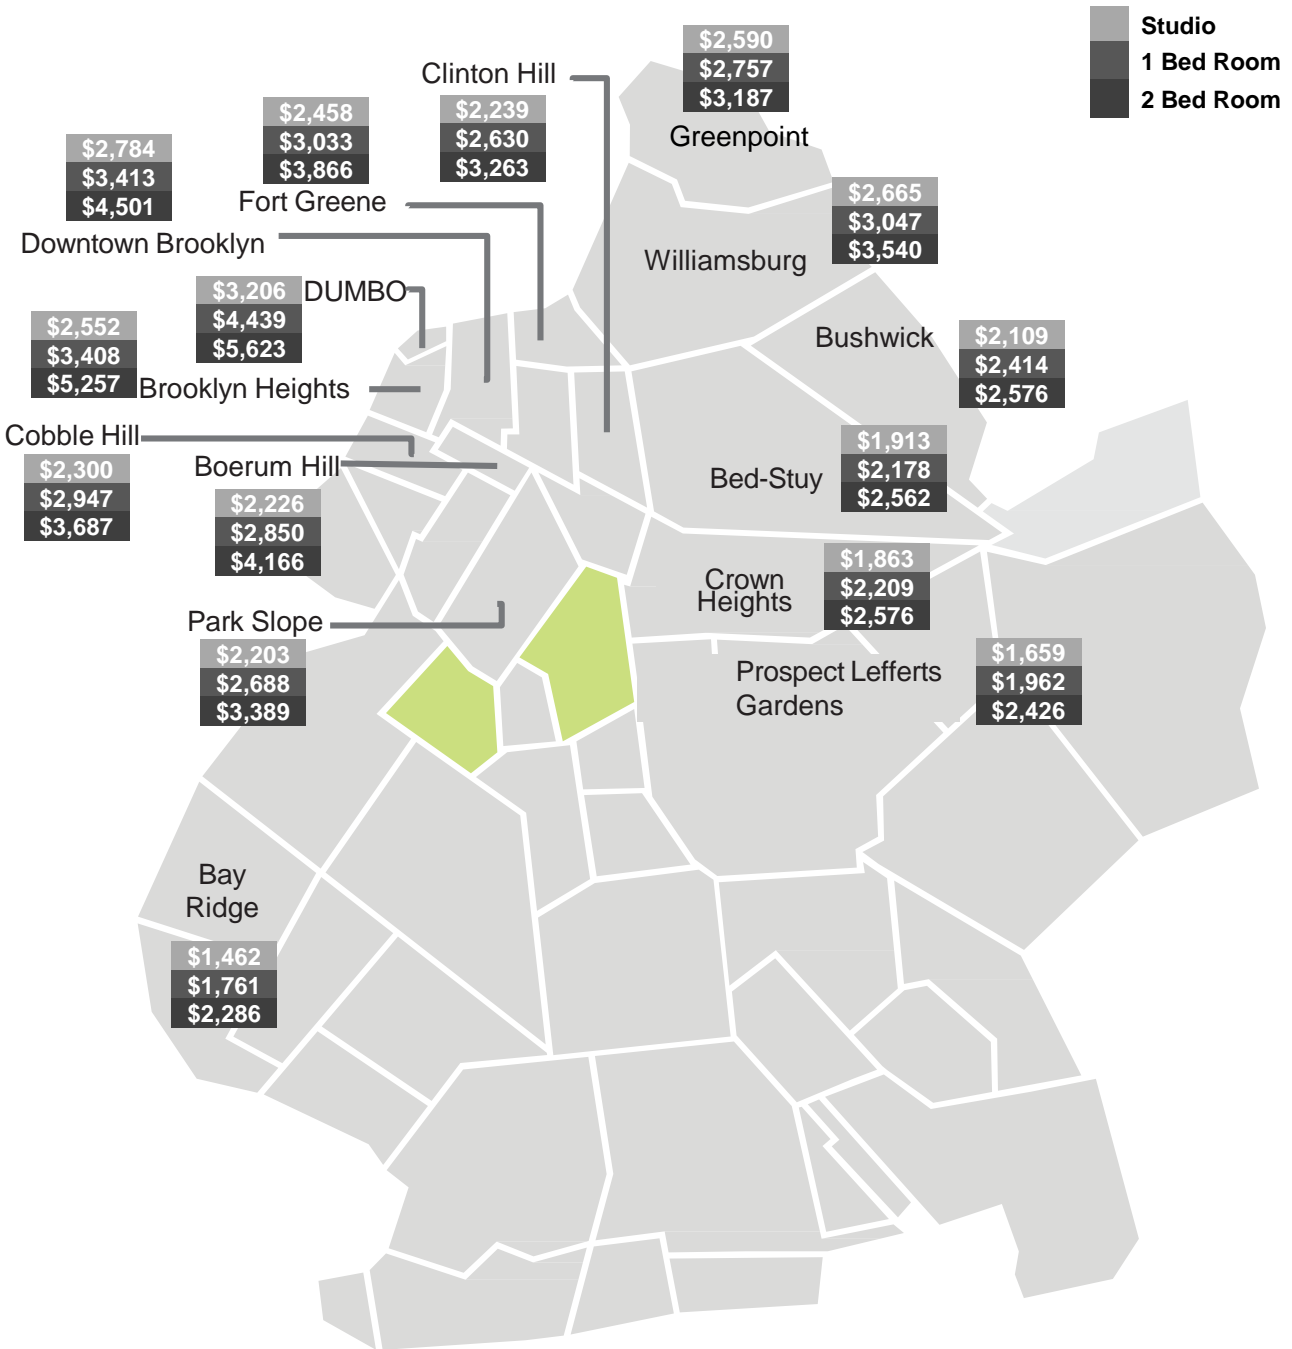 Studio
1 Bed Room
2 Bed Room
$2,590
$2,757
$3,187
Greenpoint
Clinton Hill
$2,239
$2,630
$3,263
$2,458
$3,033
$3,866
Fort Greene
$2,784
$3,413
$4,501
Downtown Brooklyn
$2,665
$3,047
$3,540
Williamsburg
$3,206
$4,439
$5,623
DUMBO
$2,552
$3,408
$5,257
Brooklyn Heights
Bushwick
$2,109
$2,414
$2,576
Cobble Hill
$2,300
$2,947
$3,687
Boerum Hill
$2,226
$2,850
$4,166
Bed-Stuy
$1,913
$2,178
$2,562
Crown
Heights
$1,863
$2,209
$2,576
Park Slope
$2,203
$2,688
$3,389
Prospect Lefferts
Gardens
$1,659
$1,962
$2,426
Bay
Ridge
$1,462
$1,761
$2,286